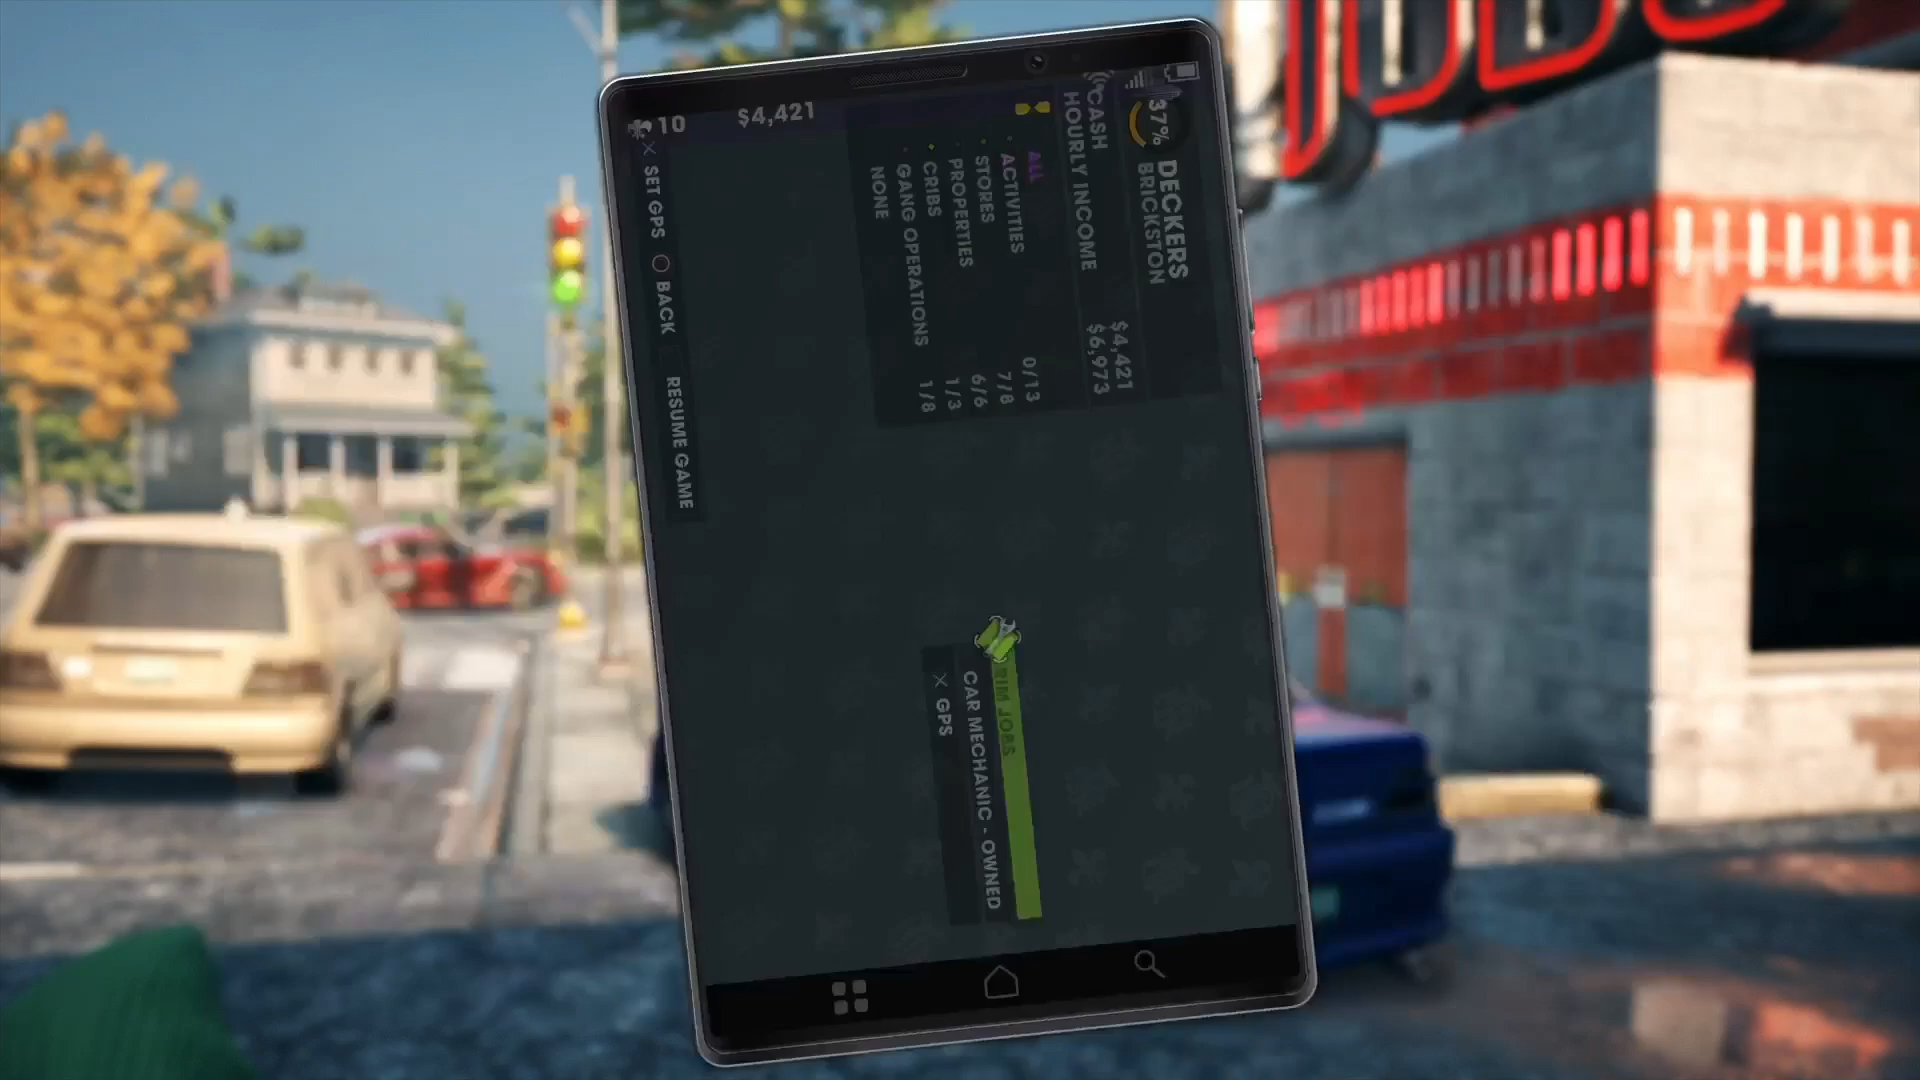 10
$4,421
37%
DECKERS
BRICKSTON
CASH $4,421
HOURLY INCOME $6,973
ALL
ACTIVITIES 0/13
STORES 7/8
PROPERTIES 6/6
CRIBS 1/3
GANG OPERATIONS 1/8
NONE
RIM JOBS
CAR MECHANIC - OWNED
X GPS
X SET GPS O BACK RESUME GAME